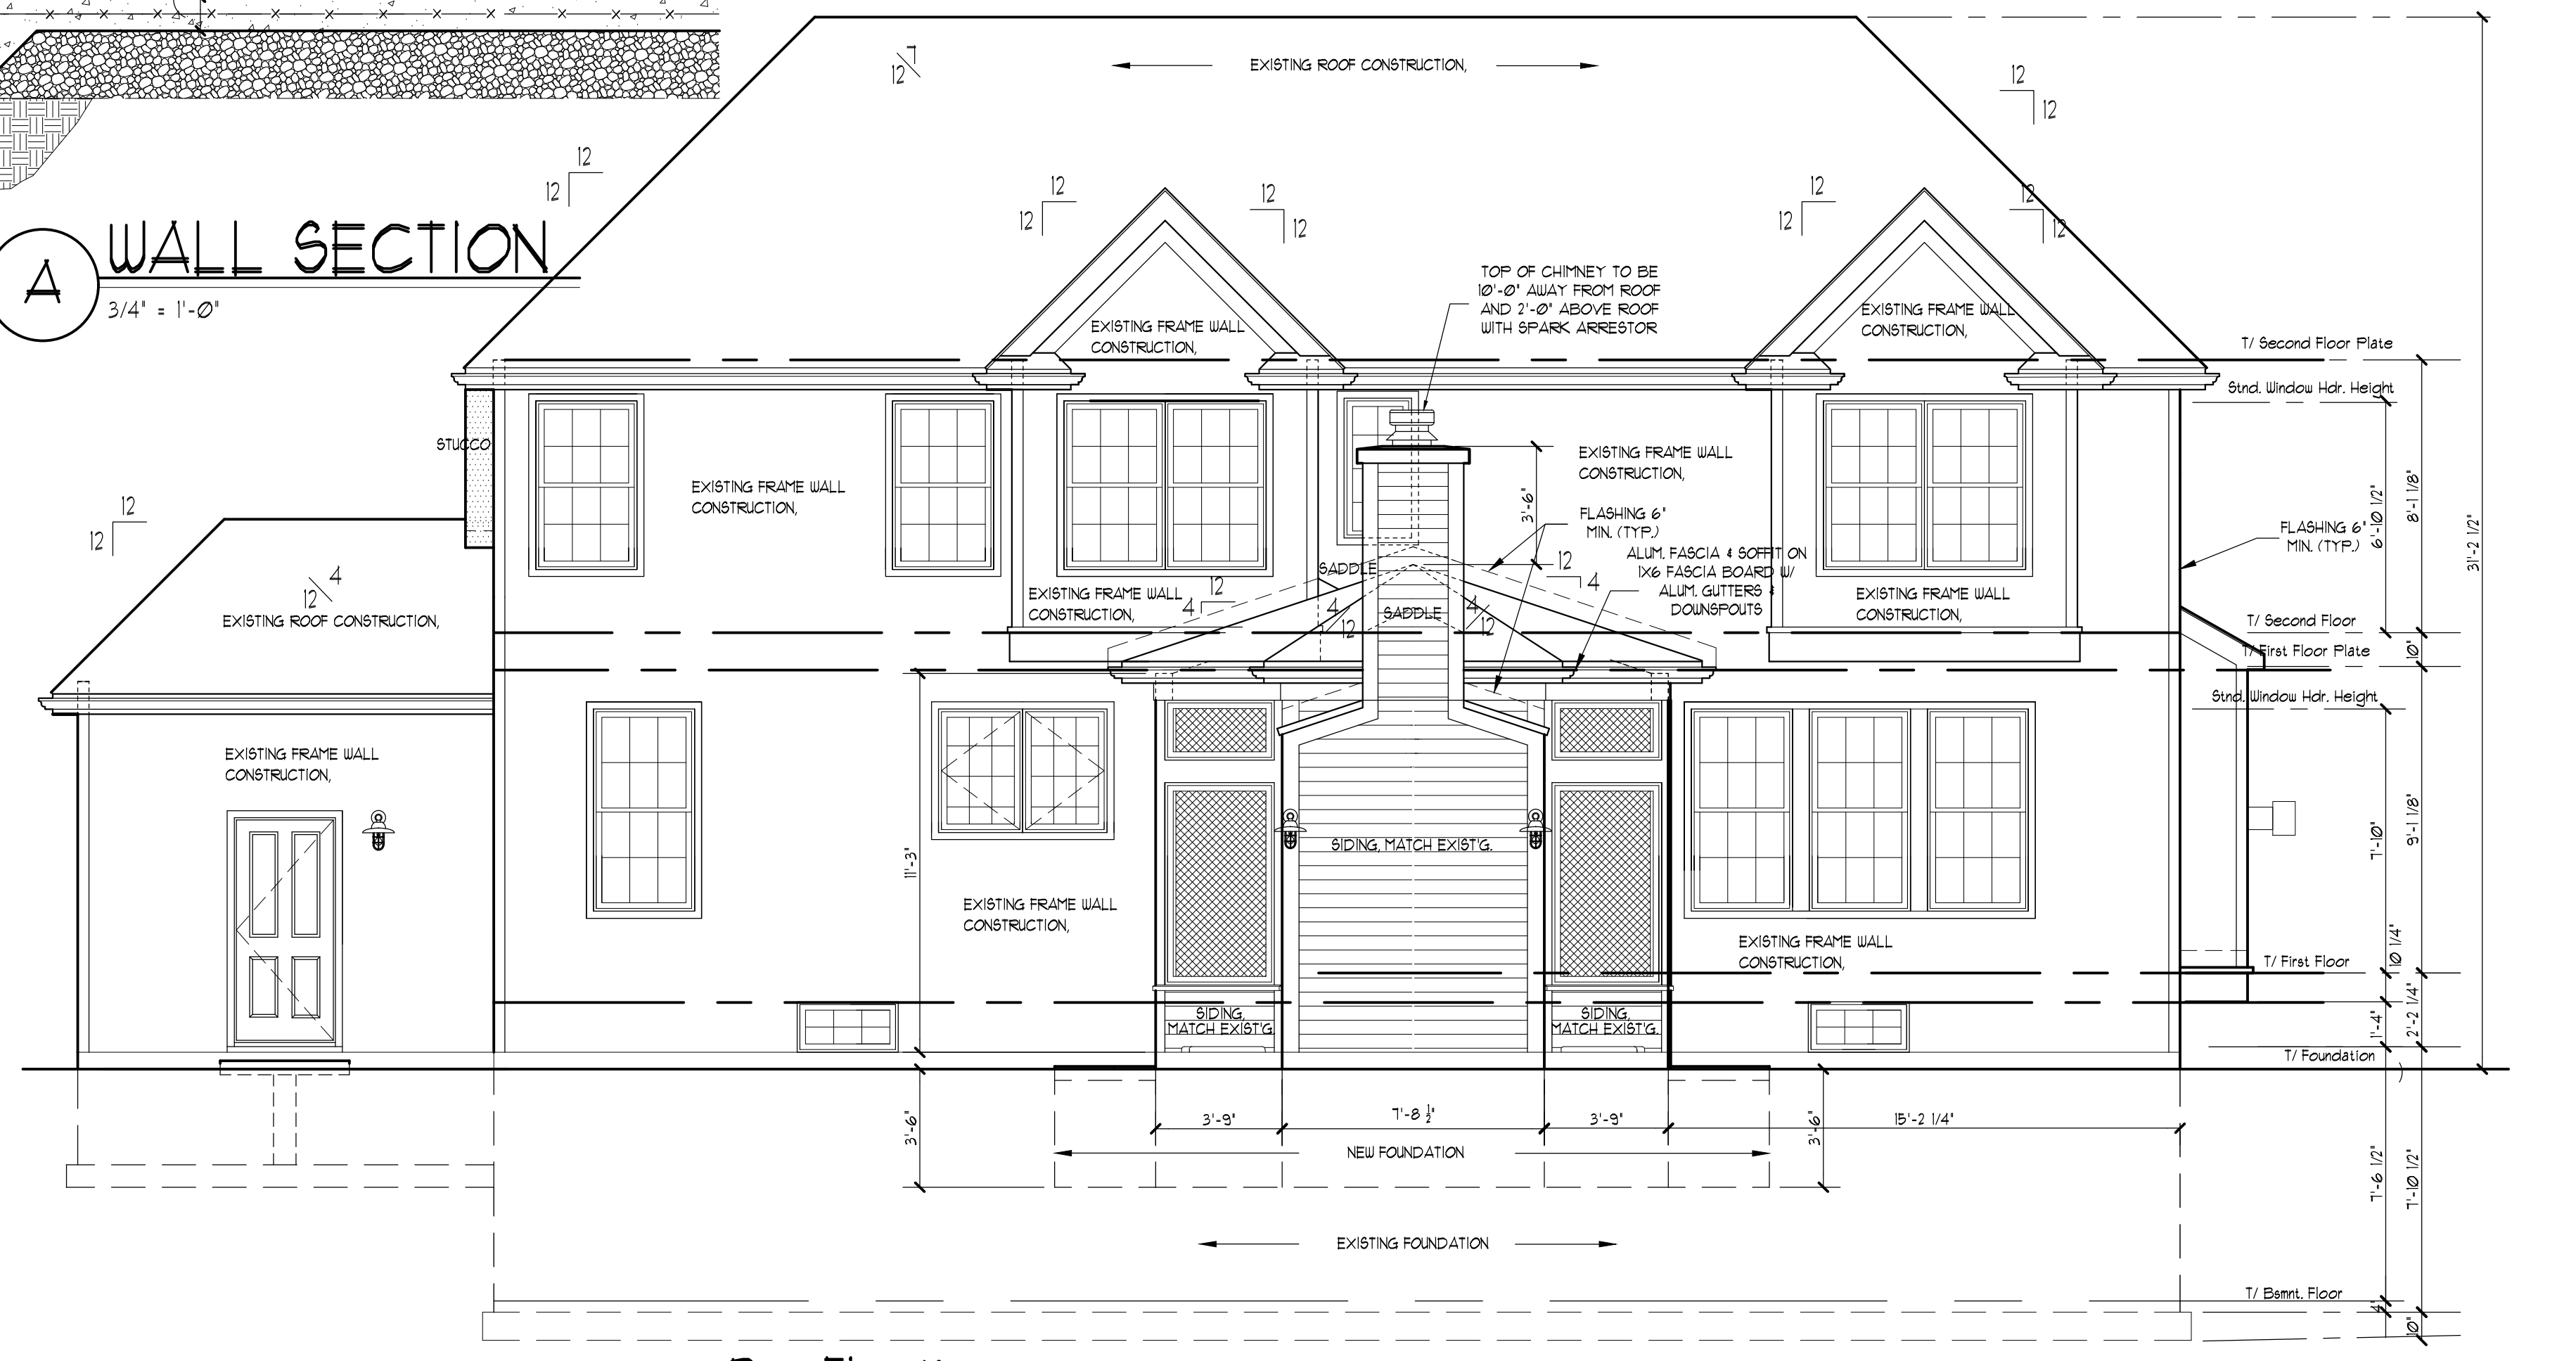 EXISTING ROOF CONSTRUCTION,
12
7
12
12
12
12
A
WALL SECTION
3/4" = 1'-0"
12
12
12
12
12
12
12
12
TOP OF CHIMNEY TO BE
10'-0" AWAY FROM ROOF
AND 2'-0" ABOVE ROOF
WITH SPARK ARRESTOR
EXISTING FRAME WALL
CONSTRUCTION,
EXISTING FRAME WALL
CONSTRUCTION,
T/ Second Floor Plate
Stnd. Window Hdr. Height
STUCCO
EXISTING FRAME WALL
CONSTRUCTION,
EXISTING FRAME WALL
CONSTRUCTION,
3'-6"
FLASHING 6"
MIN. (TYP.)
ALUM. FASCIA & SOFFIT ON
1X6 FASCIA BOARD W/
ALUM. GUTTERS &
DOWNSPOUTS
FLASHING 6"
MIN. (TYP.)
6'-10 1/2"
8'-1 1/8"
31'-2 1/2"
12
12
12
4
EXISTING ROOF CONSTRUCTION,
EXISTING FRAME WALL
CONSTRUCTION,
12
4
SADDLE
SADDLE
4
12
4
12
12
4
EXISTING FRAME WALL
CONSTRUCTION,
T/ Second Floor
T/ First Floor Plate
10"
Stnd. Window Hdr. Height
EXISTING FRAME WALL
CONSTRUCTION,
11'-3"
SIDING, MATCH EXIST'G.
7'-10"
9'-1 1/8"
EXISTING FRAME WALL
CONSTRUCTION,
EXISTING FRAME WALL
CONSTRUCTION,
T/ First Floor
10 1/4"
SIDING,
MATCH EXIST'G.
SIDING,
MATCH EXIST'G.
1'-4"
2'-2 1/4"
T/ Foundation
3'-6"
3'-9"
7'-8 1/2"
3'-9"
3'-6"
15'-2 1/4"
NEW FOUNDATION
7'-6 1/2"
7'-10 1/2"
EXISTING FOUNDATION
T/ Bsmnt. Floor
4"
10"